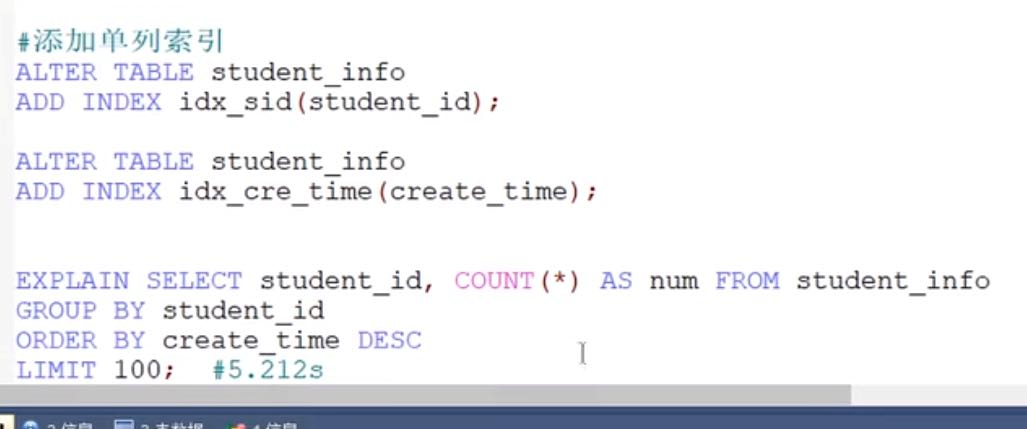 #添加单列索引
ALTER TABLE student_info
ADD INDEX idx_sid(student_id);
ALTER TABLE student_info
ADD INDEX idx_cre_time(create_time);
EXPLAIN SELECT student_id, COUNT(*) AS num FROM student_info
GROUP BY student_id
ORDER BY create_time DESC
LIMIT 100;  #5.212s